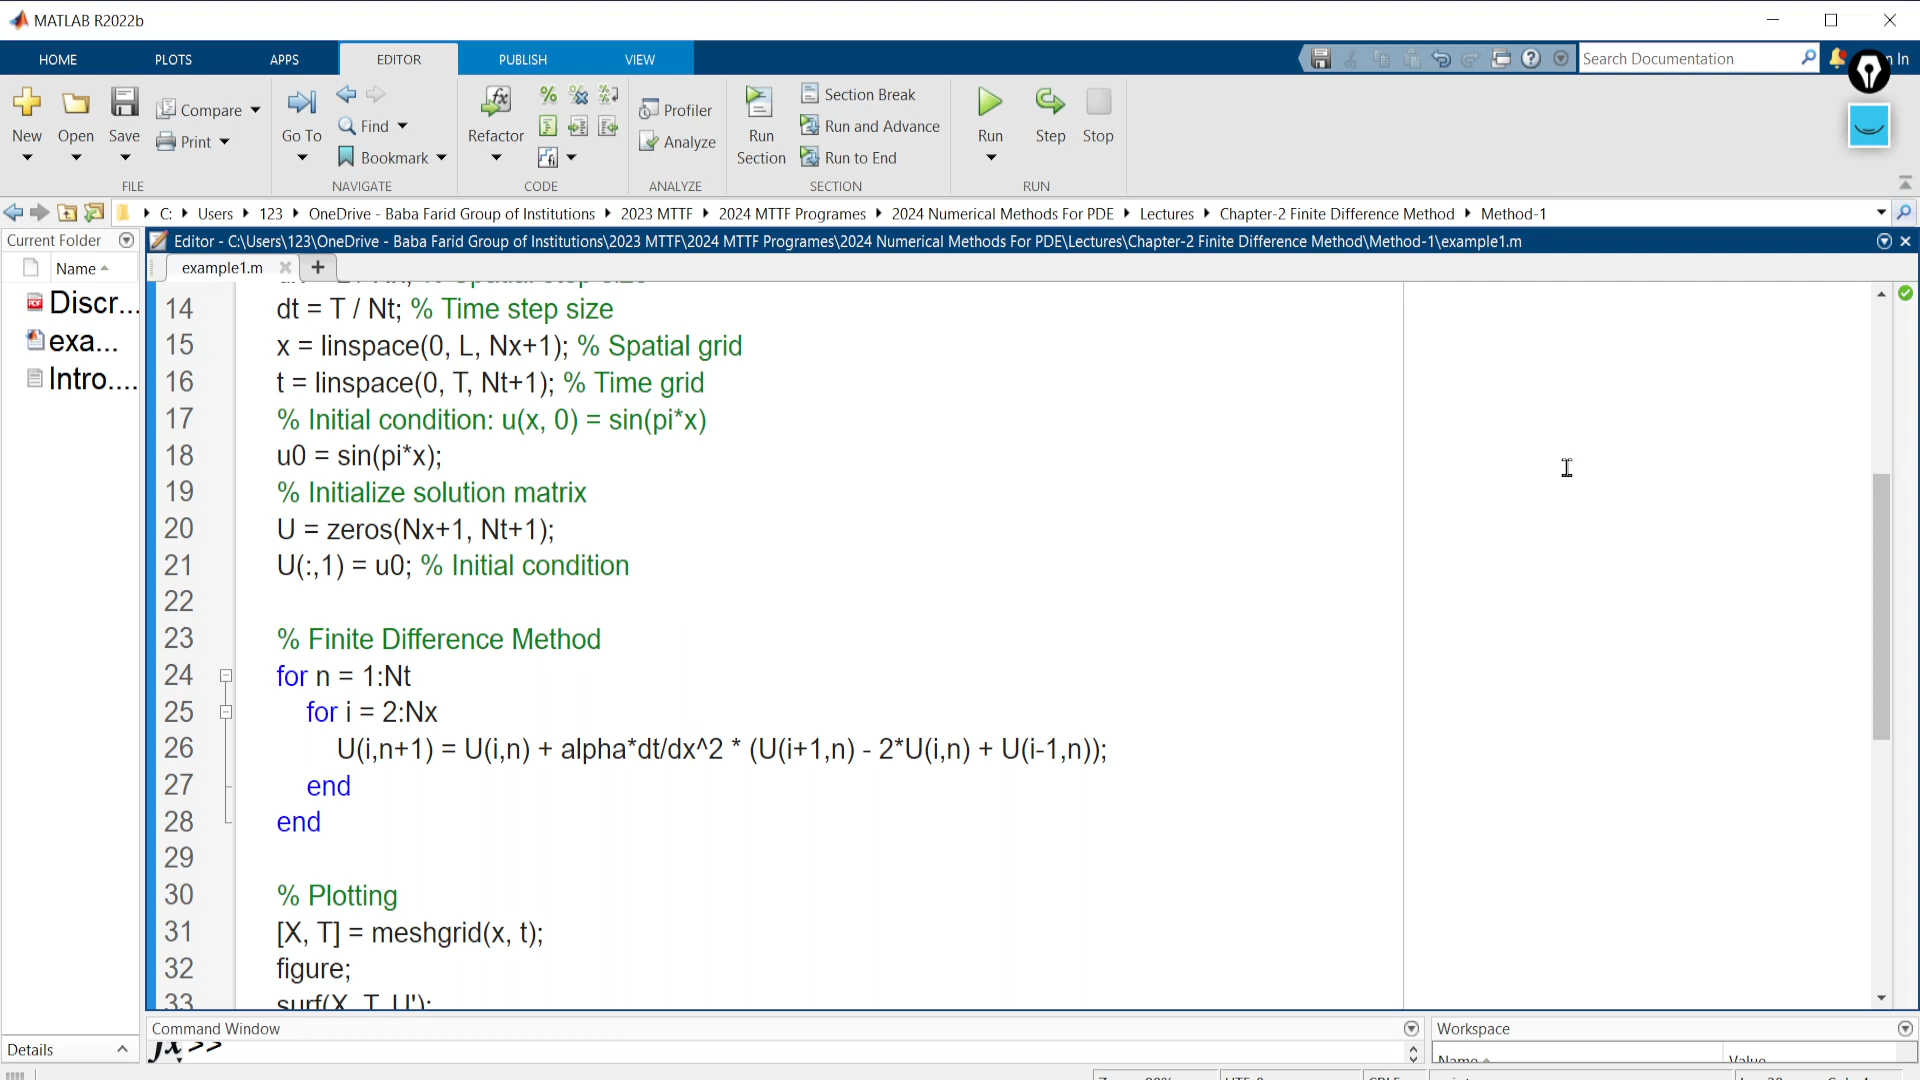 MATLAB R2022b
HOME PLOTS APPS EDITOR PUBLISH VIEW Search Documentation In
New Open Save Compare Print Go To Find Bookmark Refactor Profiler Analyze Run Section Section Break Run and Advance Run to End Run Step Stop
FILE NAVIGATE CODE ANALYZE SECTION RUN
C: Users 123 OneDrive - Baba Farid Group of Institutions 2023 MTTF 2024 MTTF Programes 2024 Numerical Methods For PDE Lectures Chapter-2 Finite Difference Method Method-1
Current Folder
Editor - C:\Users\123\OneDrive - Baba Farid Group of Institutions\2023 MTTF\2024 MTTF Programes\2024 Numerical Methods For PDE\Lectures\Chapter-2 Finite Difference Method\Method-1\example1.m
Name
example1.m
Discr...
exa...
Intro....
14 dt = T / Nt; % Time step size
15 x = linspace(0, L, Nx+1); % Spatial grid
16 t = linspace(0, T, Nt+1); % Time grid
17 % Initial condition: u(x, 0) = sin(pi*x)
18 u0 = sin(pi*x);
19 % Initialize solution matrix
20 U = zeros(Nx+1, Nt+1);
21 U(:,1) = u0; % Initial condition
22
23 % Finite Difference Method
24 for n = 1:Nt
25 for i = 2:Nx
26 U(i,n+1) = U(i,n) + alpha*dt/dx^2 * (U(i+1,n) - 2*U(i,n) + U(i-1,n));
27 end
28 end
29
30 % Plotting
31 [X, T] = meshgrid(x, t);
32 figure;
33 surf(X, T, U');
Command Window
Workspace
Details
fx >>
Name Value